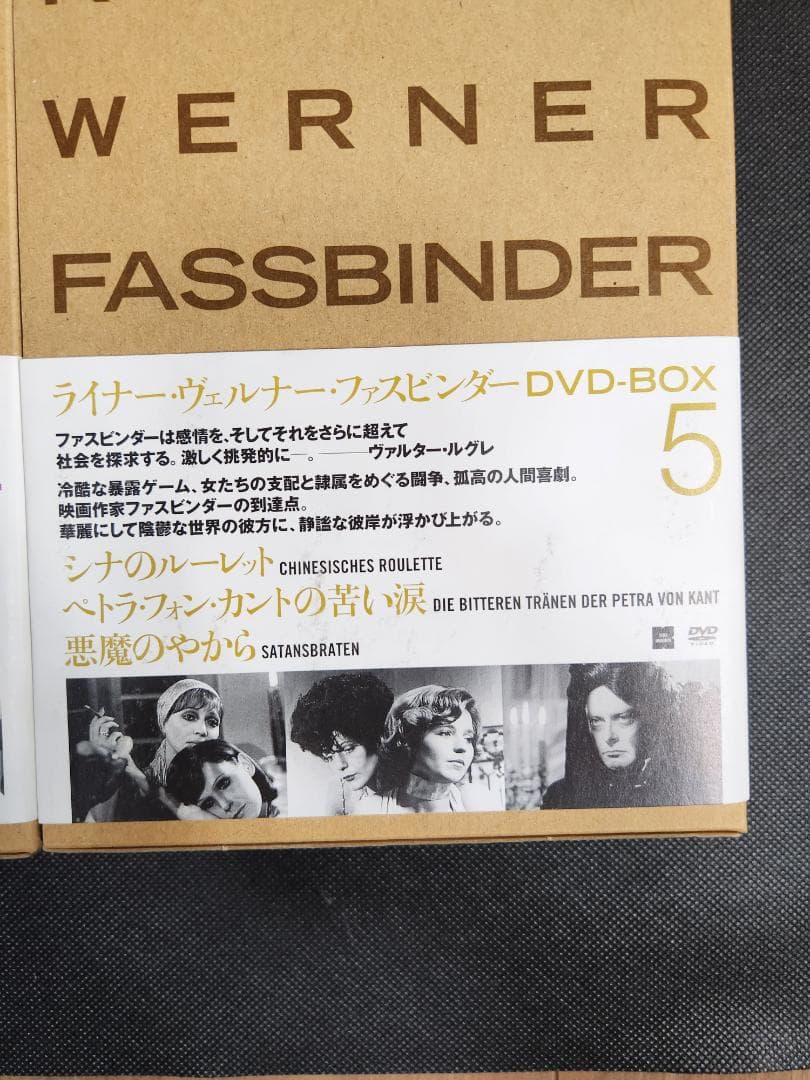 WERNER
FASSBINDER
ライナー・ヴェルナー・ファスビンダーDVD-BOX
5
ファスビンダーは感情を、そしてそれをさらに超えて
社会を探求する。激しく挑発的に―。―――ヴァルター・ルグレ
冷酷な暴露ゲーム、女たちの支配と隷属をめぐる闘争、孤高の人間喜劇。
映画作家ファスビンダーの到達点。
華麗にして陰鬱な世界の彼方に、静謐な彼岸が浮かび上がる。
シナのルーレット CHINESISCHES ROULETTE
ペトラ・フォン・カントの苦い涙 DIE BITTEREN TRÄNEN DER PETRA VON KANT
悪魔のやから SATANSBRATEN
DVD
VIDEO